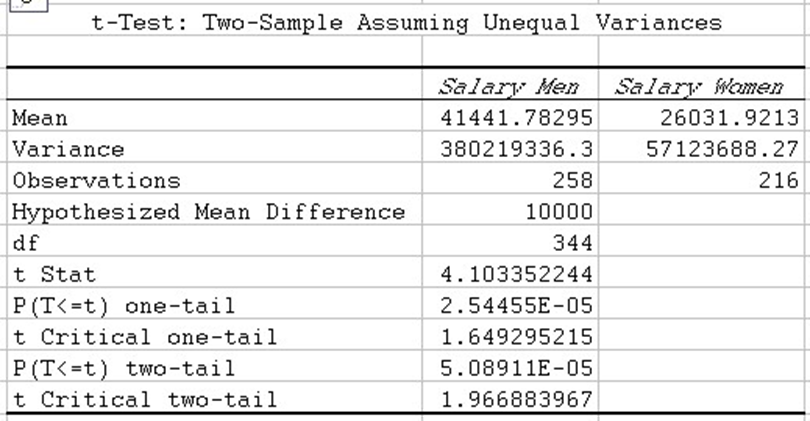 t-Test: Two-Sample Assuming Unequal Variances
Salary Men Salary Women
Mean 41441.78295 26031.9213
Variance 380219336.3 57123688.27
Observations 258 216
Hypothesized Mean Difference 10000
df 344
t Stat 4.103352244
P(T<=t) one-tail 2.54455E-05
t Critical one-tail 1.649295215
P(T<=t) two-tail 5.08911E-05
t Critical two-tail 1.966883967